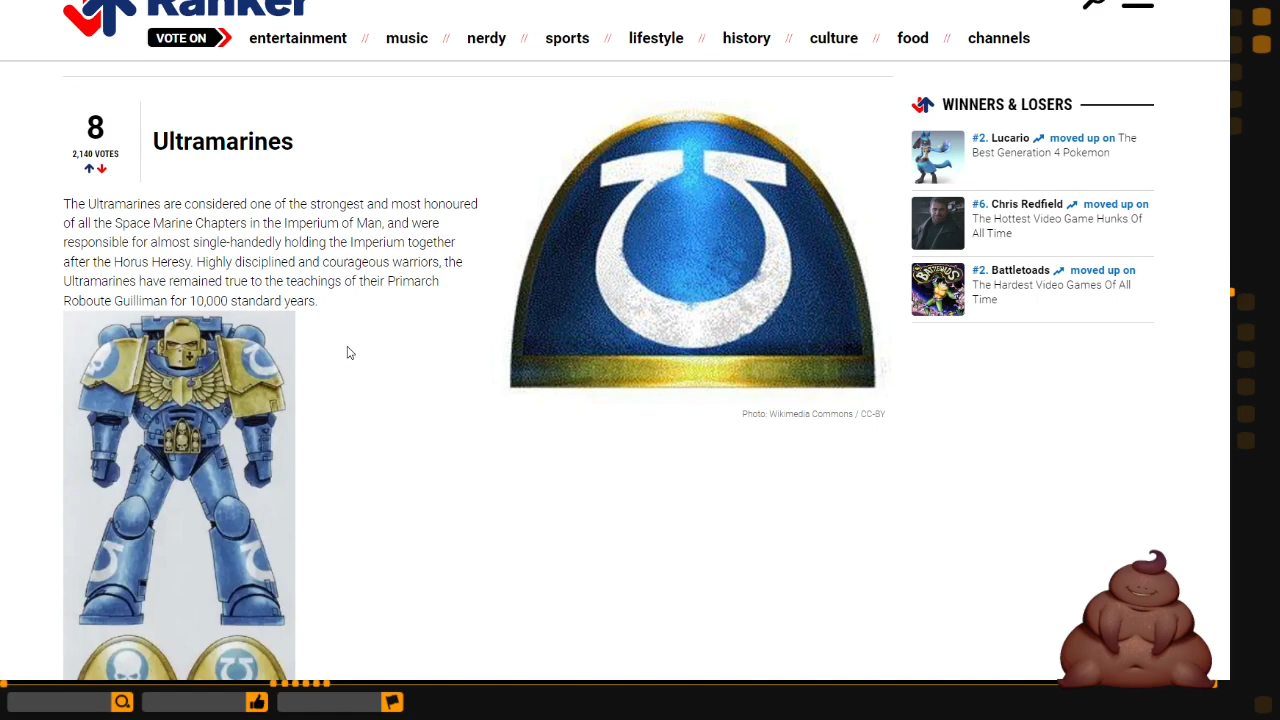 Ranker
VOTE ON entertainment // music // nerdy // sports // lifestyle // history // culture // food // channels
8
2,140 VOTES
Ultramarines
The Ultramarines are considered one of the strongest and most honoured
of all the Space Marine Chapters in the Imperium of Man, and were
responsible for almost single-handedly holding the Imperium together
after the Horus Heresy. Highly disciplined and courageous warriors, the
Ultramarines have remained true to the teachings of their Primarch
Roboute Guilliman for 10,000 standard years.
Photo: Wikimedia Commons / CC-BY
WINNERS & LOSERS
#2. Lucario moved up on The
Best Generation 4 Pokemon
#6. Chris Redfield moved up on
The Hottest Video Game Hunks Of
All Time
BATTLETOADS
#2. Battletoads moved up on
The Hardest Video Games Of All
Time